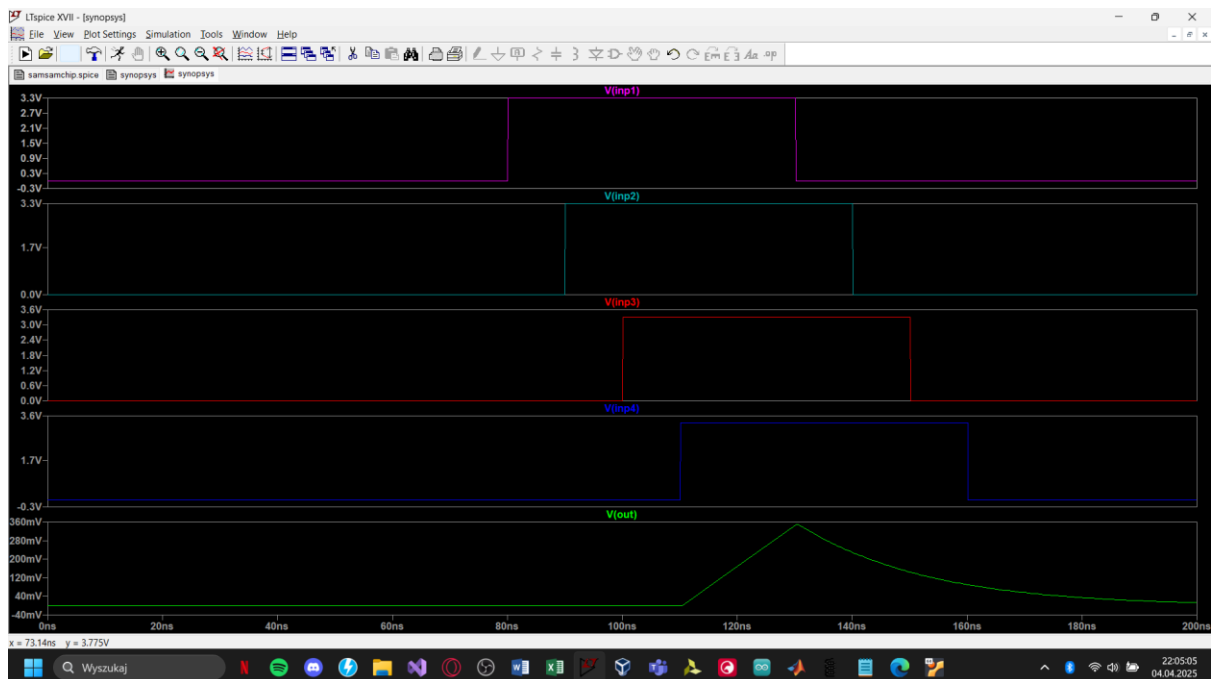 LTspice XVII - [synopsys]
File View Plot Settings Simulation Tools Window Help
samsamchip.spice synopsys synopsys
V(inp1)
3.3V
2.7V
2.1V
1.5V
0.9V
0.3V
-0.3V
V(inp2)
3.3V
1.7V
0.0V
V(inp3)
3.6V
3.0V
2.4V
1.8V
1.2V
0.6V
0.0V
V(inp4)
3.6V
1.7V
-0.3V
V(out)
360mV
280mV
200mV
120mV
40mV
-40mV
0ns 20ns 40ns 60ns 80ns 100ns 120ns 140ns 160ns 180ns 200ns
x = 73.14ns y = 3.775V
Wyszukaj
22:05:05
04.04.2025